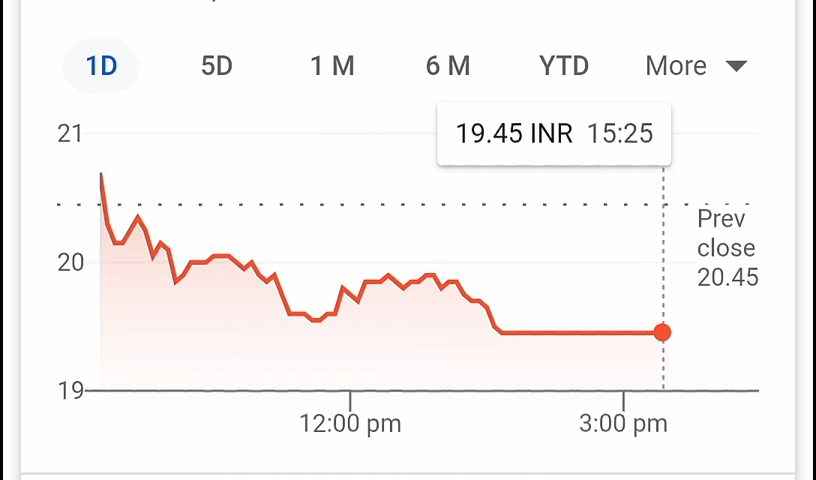 1D 5D 1 M 6 M YTD More
19.45 INR 15:25
21
20
19
Prev
close
20.45
12:00 pm 3:00 pm